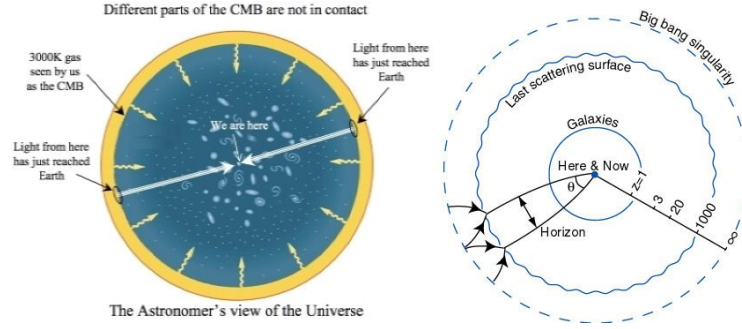 Different parts of the CMB are not in contact
3000K gas
seen by us
as the CMB
Light from here
has just reached
Earth
We are here
Light from here
has just reached
Earth
The Astronomer's view of the Universe
Big bang singularity
Last scattering surface
Galaxies
Here & Now
θ
z=1
3
20
1000
∞
Horizon